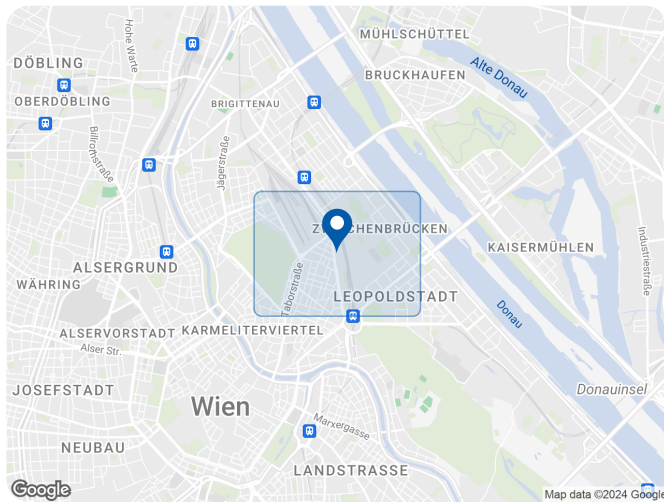 MÜHLSCHÜTTEL
Hohe Warte
DÖBLING
Alte Donau
BRUCKHAUFEN
OBERDÖBLING
BRIGITTENAU
Billrothstraße
Jägerstraße
ZWISCHENBRÜCKEN
KAISERMÜHLEN
Industriestraße
ALSERGRUND
Taborstraße
WÄHRING
LEOPOLDSTADT
Donau
ALSERVORSTADT
KARMELITERVIERTEL
Alser Str.
JOSEFSTADT
Donauinsel
Wien
Marxergasse
NEUBAU
LANDSTRASSE
Google
Map data ©2024 Google